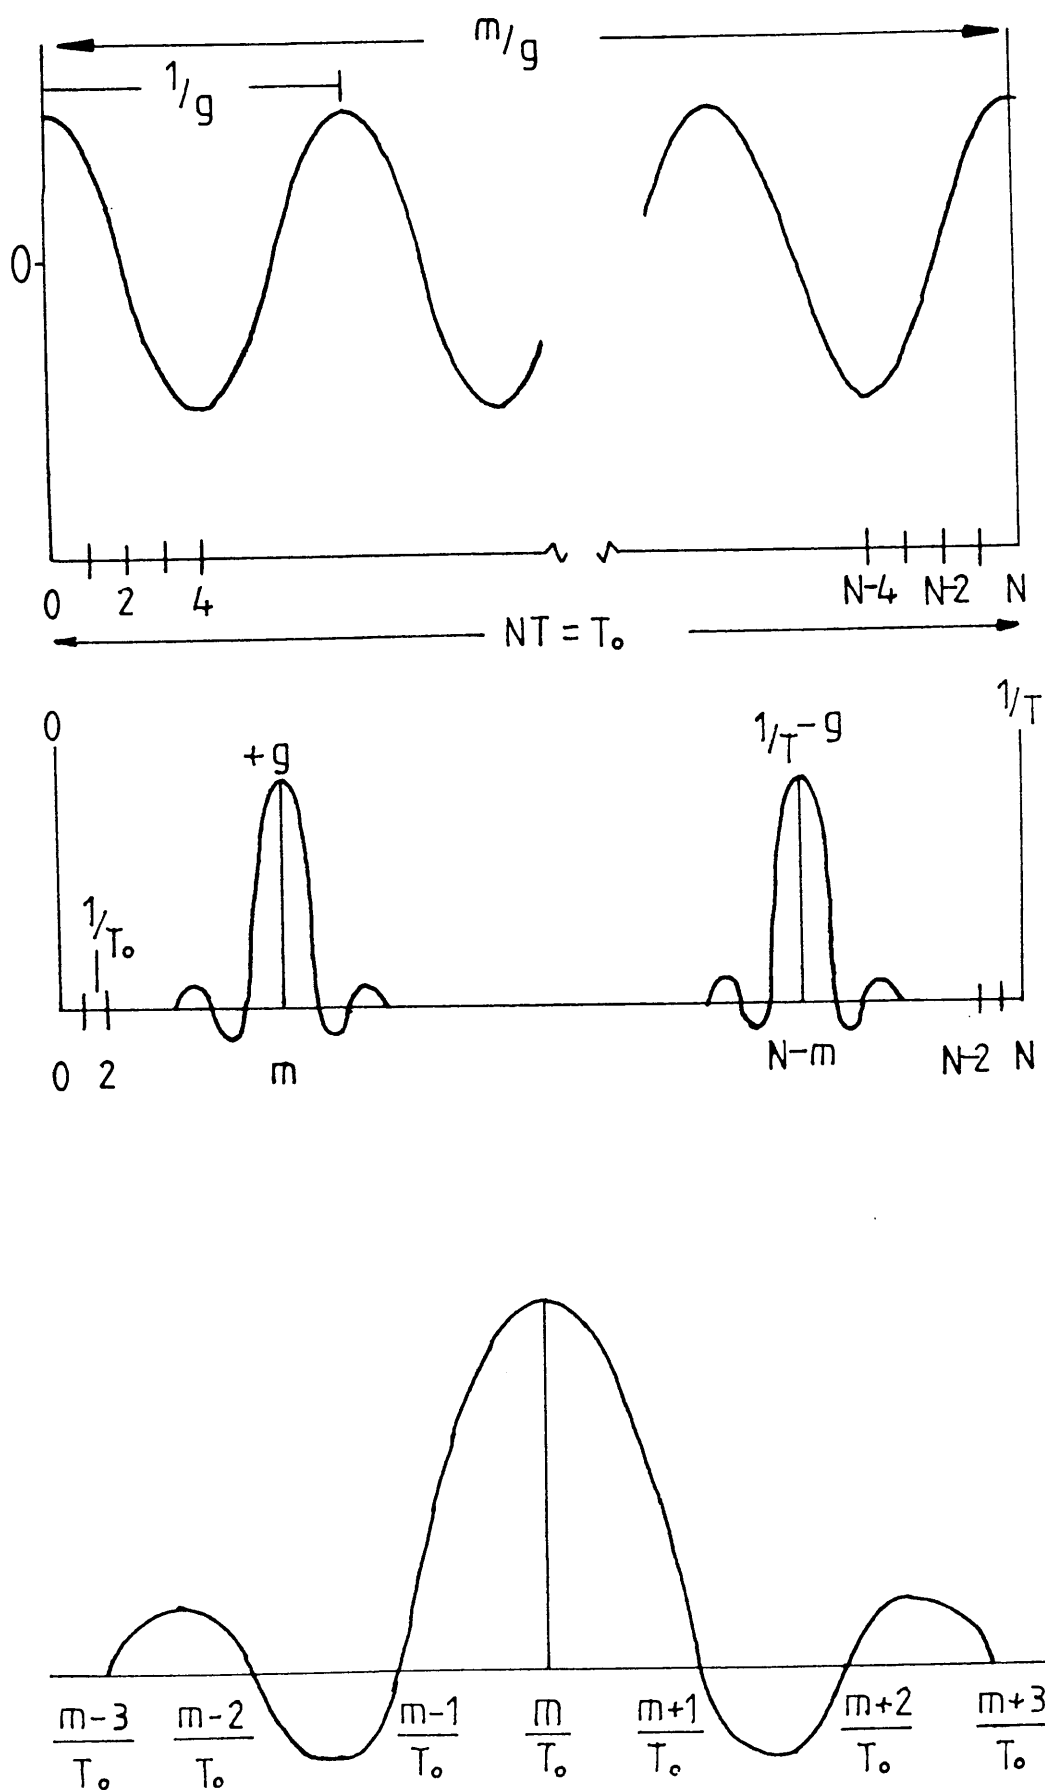 m/g
1/g
0
0 2 4 N-4 N-2 N
NT = T₀
0 +g 1/T - g 1/T
1/T₀
0 2 m N-m N-2 N
m-3/T₀ m-2/T₀ m-1/T₀ m/T₀ m+1/T₀ m+2/T₀ m+3/T₀